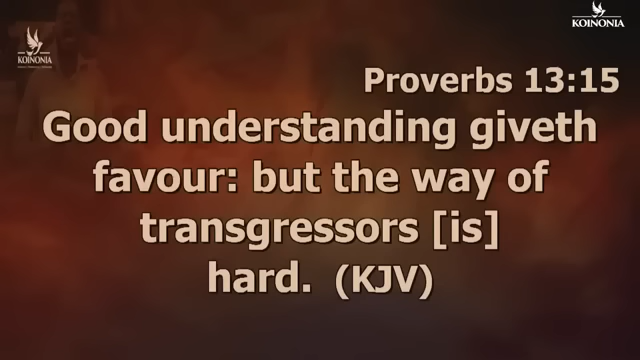 KOINONIA
KOINONIA
Proverbs 13:15
Good understanding giveth
favour: but the way of
transgressors [is]
hard. (KJV)